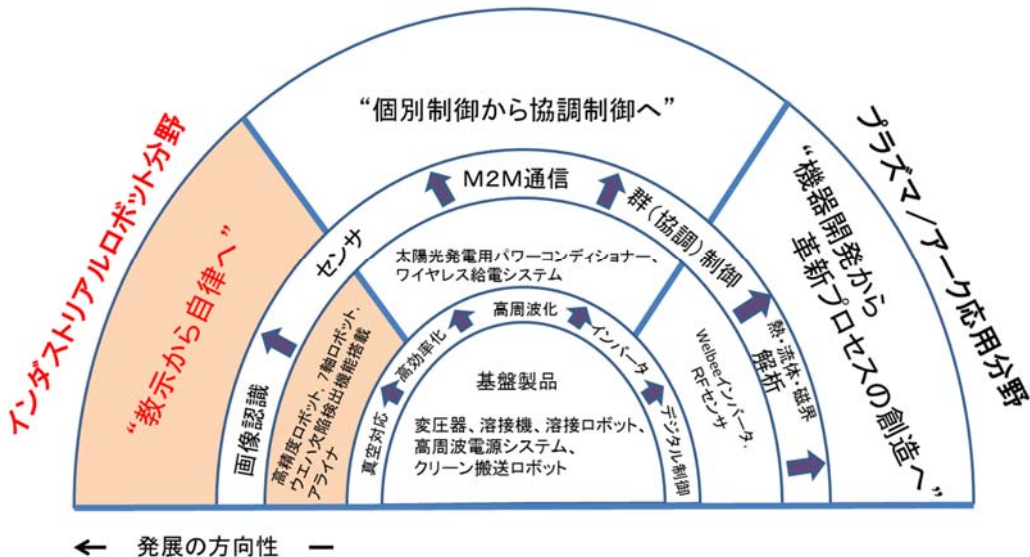 インダストリアルロボット分野
“教示から自律へ”
“個別制御から協調制御へ”
プラズマ/アーク応用分野
“機器開発から
革新プロセスの創造へ”
画像認識
センサ
M2M通信
群(協調)制御
熱・流体・磁界
解析
高精度ロボット、7軸ロボット、
ウエハ欠陥検出機能搭載
アライナ
太陽光発電用パワーコンディショナー、
ワイヤレス給電システム
Welbeeインバータ、
RFセンサ
真空対応
高効率化
高周波化
インバータ
デジタル制御
基盤製品
変圧器、溶接機、溶接ロボット、
高周波電源システム、
クリーン搬送ロボット
← 発展の方向性 ー